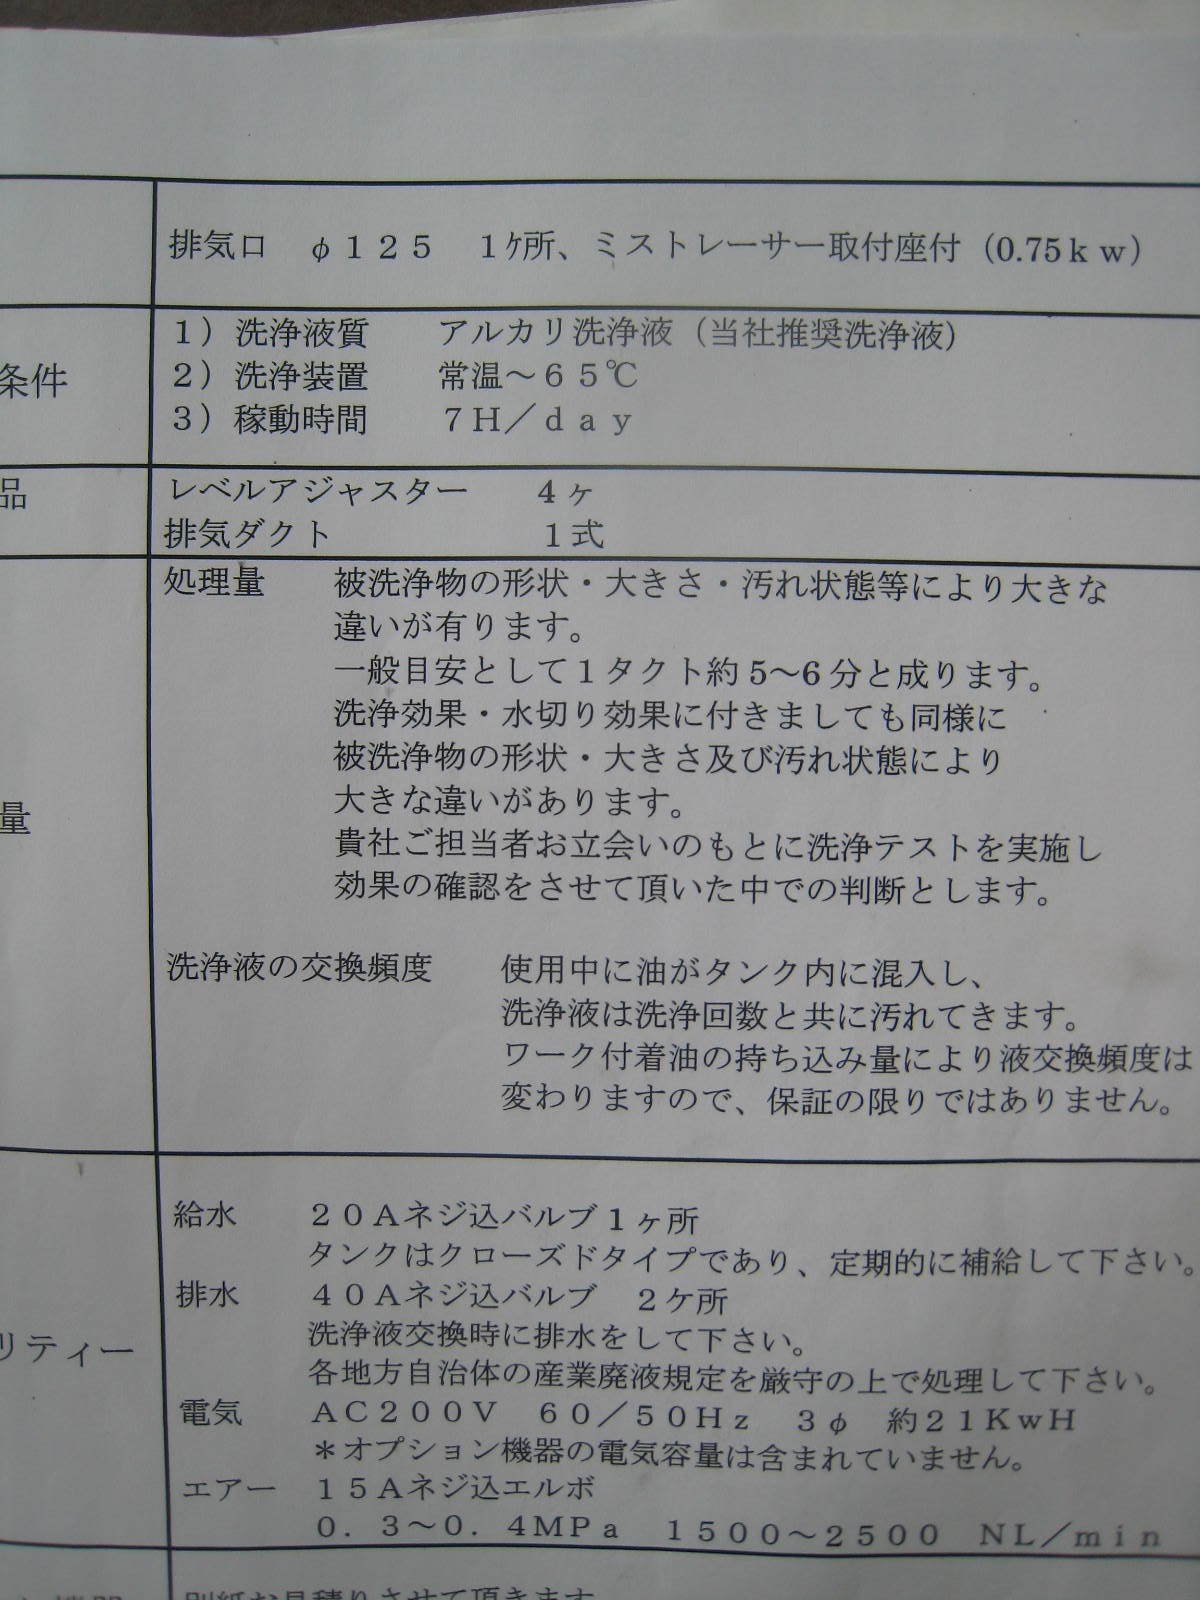 排気口　φ１２５　１ｹ所、ミストレーサー取付座付（0.75ｋｗ）
条件
１）洗浄液質　　アルカリ洗浄液（当社推奨洗浄液）
２）洗浄装置　　常温～６５℃
３）稼動時間　　７Ｈ／ｄａｙ
品
レベルアジャスター　　４ヶ
排気ダクト　　１式
処理量　　被洗浄物の形状・大きさ・汚れ状態等により大きな
違いが有ります。
一般目安として１タクト約5～6分と成ります。
洗浄効果・水切り効果に付きましても同様に
被洗浄物の形状・大きさ及び汚れ状態により
大きな違いがあります。
量
貴社ご担当者お立会いのもとに洗浄テストを実施し
効果の確認をさせて頂いた中での判断とします。
洗浄液の交換頻度　　使用中に油がタンク内に混入し、
洗浄液は洗浄回数と共に汚れてきます。
ワーク付着油の持ち込み量により液交換頻度は
変わりますので、保証の限りではありません。
給水　　２０Ａネジ込バルブ１ヶ所
タンクはクローズドタイプであり、定期的に補給して下さい。
排水　　４０Ａネジ込バルブ　２ケ所
洗浄液交換時に排水をして下さい。
リティー
各地方自治体の産業廃液規定を厳守の上で処理して下さい。
電気　　ＡＣ２００Ｖ　６０／５０Ｈｚ　３φ　約２１ＫｗＨ
＊オプション機器の電気容量は含まれていません。
エアー　１５Ａネジ込エルボ
０．３～０．４ＭＰａ　１５００～２５００　ＮＬ／ｍｉｎ
別紙お見積りさせて頂きます